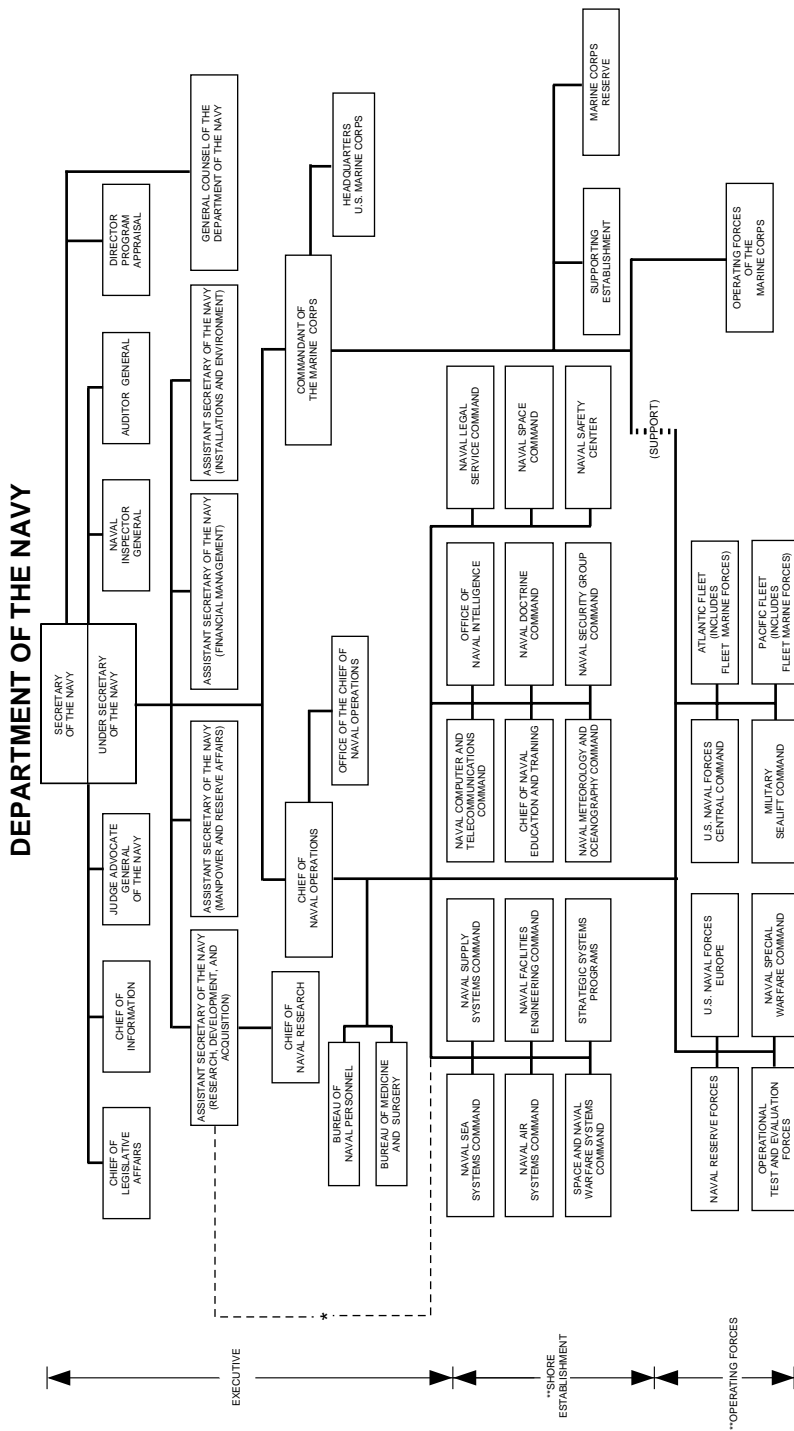 DEPARTMENT OF THE NAVY
SECRETARY
OF THE NAVY
UNDER SECRETARY
OF THE NAVY
CHIEF OF
LEGISLATIVE
AFFAIRS
CHIEF OF
INFORMATION
JUDGE ADVOCATE
GENERAL
OF THE NAVY
NAVAL
INSPECTOR
GENERAL
AUDITOR GENERAL
DIRECTOR
PROGRAM
APPRAISAL
ASSISTANT SECRETARY OF THE NAVY
(RESEARCH, DEVELOPMENT, AND
ACQUISITION)
ASSISTANT SECRETARY OF THE NAVY
(MANPOWER AND RESERVE AFFAIRS)
ASSISTANT SECRETARY OF THE NAVY
(FINANCIAL MANAGEMENT)
ASSISTANT SECRETARY OF THE NAVY
(INSTALLATIONS AND ENVIRONMENT)
GENERAL COUNSEL OF THE
DEPARTMENT OF THE NAVY
EXECUTIVE
*
CHIEF OF
NAVAL RESEARCH
CHIEF OF
NAVAL OPERATIONS
OFFICE OF THE CHIEF OF
NAVAL OPERATIONS
COMMANDANT OF
THE MARINE CORPS
HEADQUARTERS
U.S. MARINE CORPS
BUREAU OF
NAVAL PERSONNEL
BUREAU OF MEDICINE
AND SURGERY
**SHORE
ESTABLISHMENT
NAVAL SEA
SYSTEMS COMMAND
NAVAL SUPPLY
SYSTEMS COMMAND
NAVAL COMPUTER AND
TELECOMMUNICATIONS
COMMAND
OFFICE OF
NAVAL INTELLIGENCE
NAVAL LEGAL
SERVICE COMMAND
NAVAL AIR
SYSTEMS COMMAND
NAVAL FACILITIES
ENGINEERING COMMAND
CHIEF OF NAVAL
EDUCATION AND TRAINING
NAVAL DOCTRINE
COMMAND
NAVAL SPACE
COMMAND
SPACE AND NAVAL
WARFARE SYSTEMS
COMMAND
STRATEGIC SYSTEMS
PROGRAMS
NAVAL METEOROLOGY AND
OCEANOGRAPHY COMMAND
NAVAL SECURITY GROUP
COMMAND
NAVAL SAFETY
CENTER
SUPPORTING
ESTABLISHMENT
MARINE CORPS
RESERVE
(SUPPORT)
**OPERATING FORCES
NAVAL RESERVE FORCES
U.S. NAVAL FORCES
EUROPE
U.S. NAVAL FORCES
CENTRAL COMMAND
ATLANTIC FLEET
(INCLUDES
FLEET MARINE FORCES)
OPERATIONAL
TEST AND EVALUATION
FORCES
NAVAL SPECIAL
WARFARE COMMAND
MILITARY
SEALIFT COMMAND
PACIFIC FLEET
(INCLUDES
FLEET MARINE FORCES)
OPERATING FORCES
OF THE
MARINE CORPS